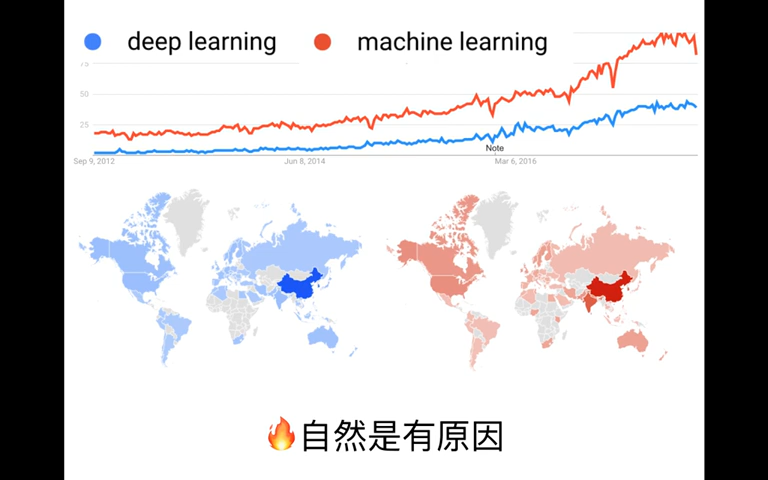 deep learning machine learning
75
50
25
Note
Sep 9, 2012 Jun 8, 2014 Mar 6, 2016
🔥自然是有原因